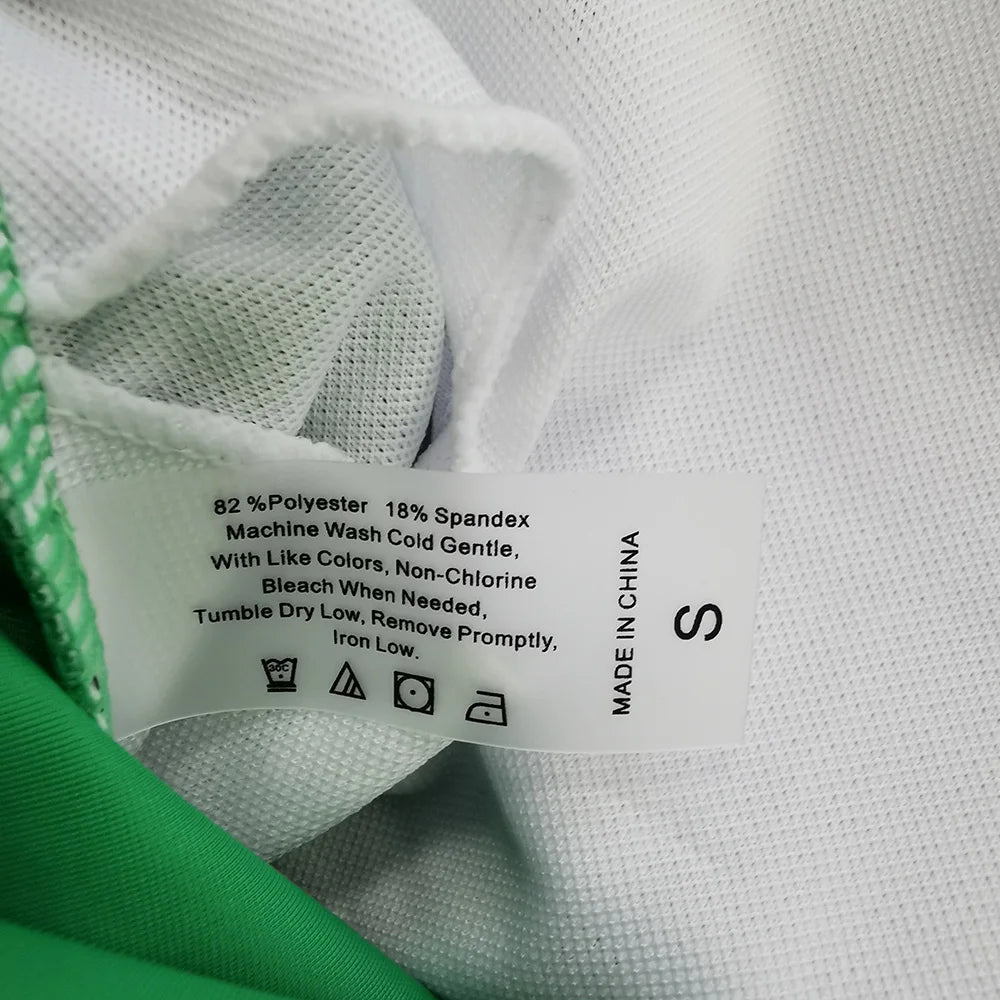 82 %Polyester 18% Spandex
Machine Wash Cold Gentle,
With Like Colors, Non-Chlorine
Bleach When Needed,
Tumble Dry Low, Remove Promptly,
Iron Low.
30C
MADE IN CHINA
S